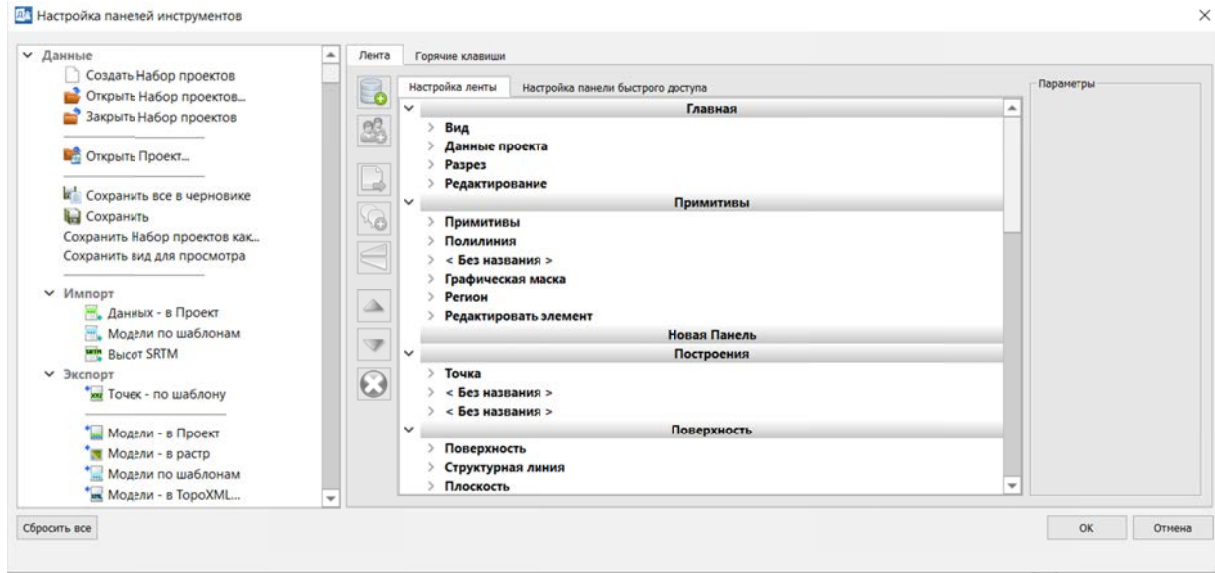 Настройка панелей инструментов
Данные
Создать Набор проектов
Открыть Набор проектов...
Закрыть Набор проектов
Открыть Проект...
Сохранить все в черновике
Сохранить
Сохранить Набор проектов как...
Сохранить вид для просмотра
Импорт
Данных - в Проект
Модели по шаблонам
Высот SRTM
Экспорт
Точек - по шаблону
Модели - в Проект
Модели - в растр
Модели по шаблонам
Модели - в TopoXML...
Лента
Горячие клавиши
Настройка ленты
Настройка панели быстрого доступа
Главная
Вид
Данные проекта
Разрез
Редактирование
Примитивы
Примитивы
Полилиния
< Без названия >
Графическая маска
Регион
Редактировать элемент
Новая Панель
Построения
Точка
< Без названия >
< Без названия >
Поверхность
Поверхность
Структурная линия
Плоскость
Параметры
Сбросить все
ОК
Отмена